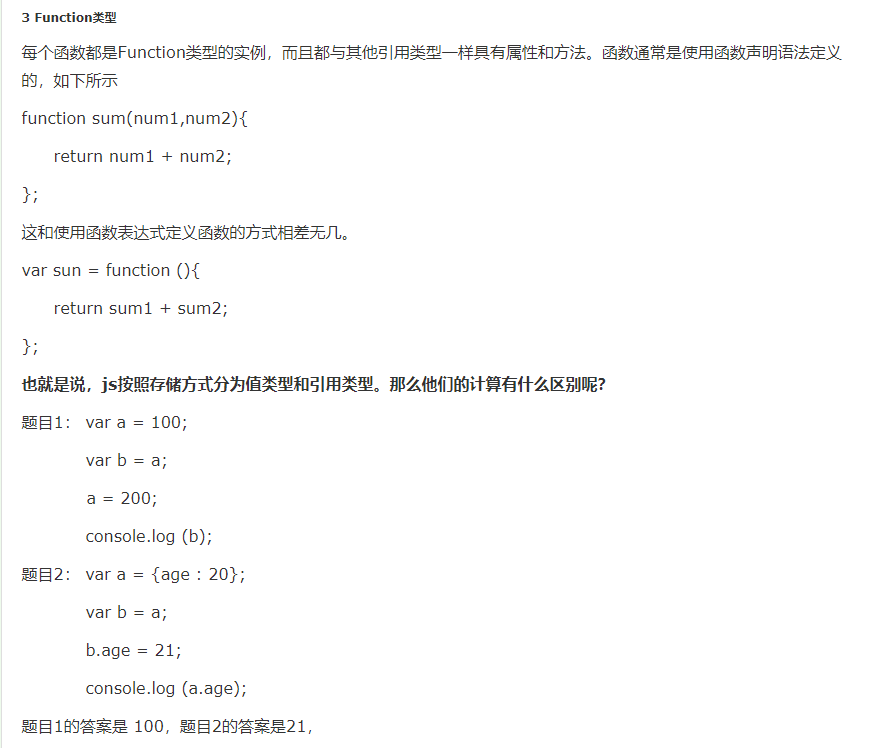 3 Function类型
每个函数都是Function类型的实例，而且都与其他引用类型一样具有属性和方法。函数通常是使用函数声明语法定义
的，如下所示
function sum(num1,num2){
return num1 + num2;
};
这和使用函数表达式定义函数的方式相差无几。
var sun = function (){
return sum1 + sum2;
};
也就是说，js按照存储方式分为值类型和引用类型。那么他们的计算有什么区别呢？
题目1： var a = 100;
var b = a;
a = 200;
console.log (b);
题目2： var a = {age : 20};
var b = a;
b.age = 21;
console.log (a.age);
题目1的答案是 100，题目2的答案是21，